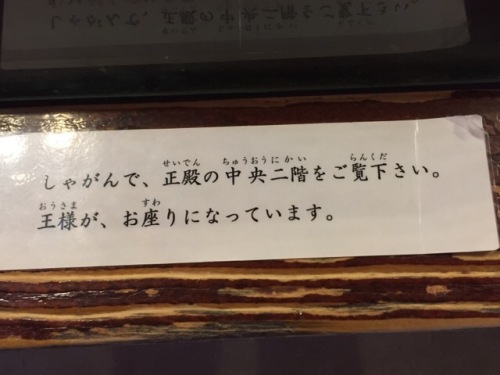 しゃがんで、正殿の中央二階をご覧下さい。
王様が、お座りになっています。